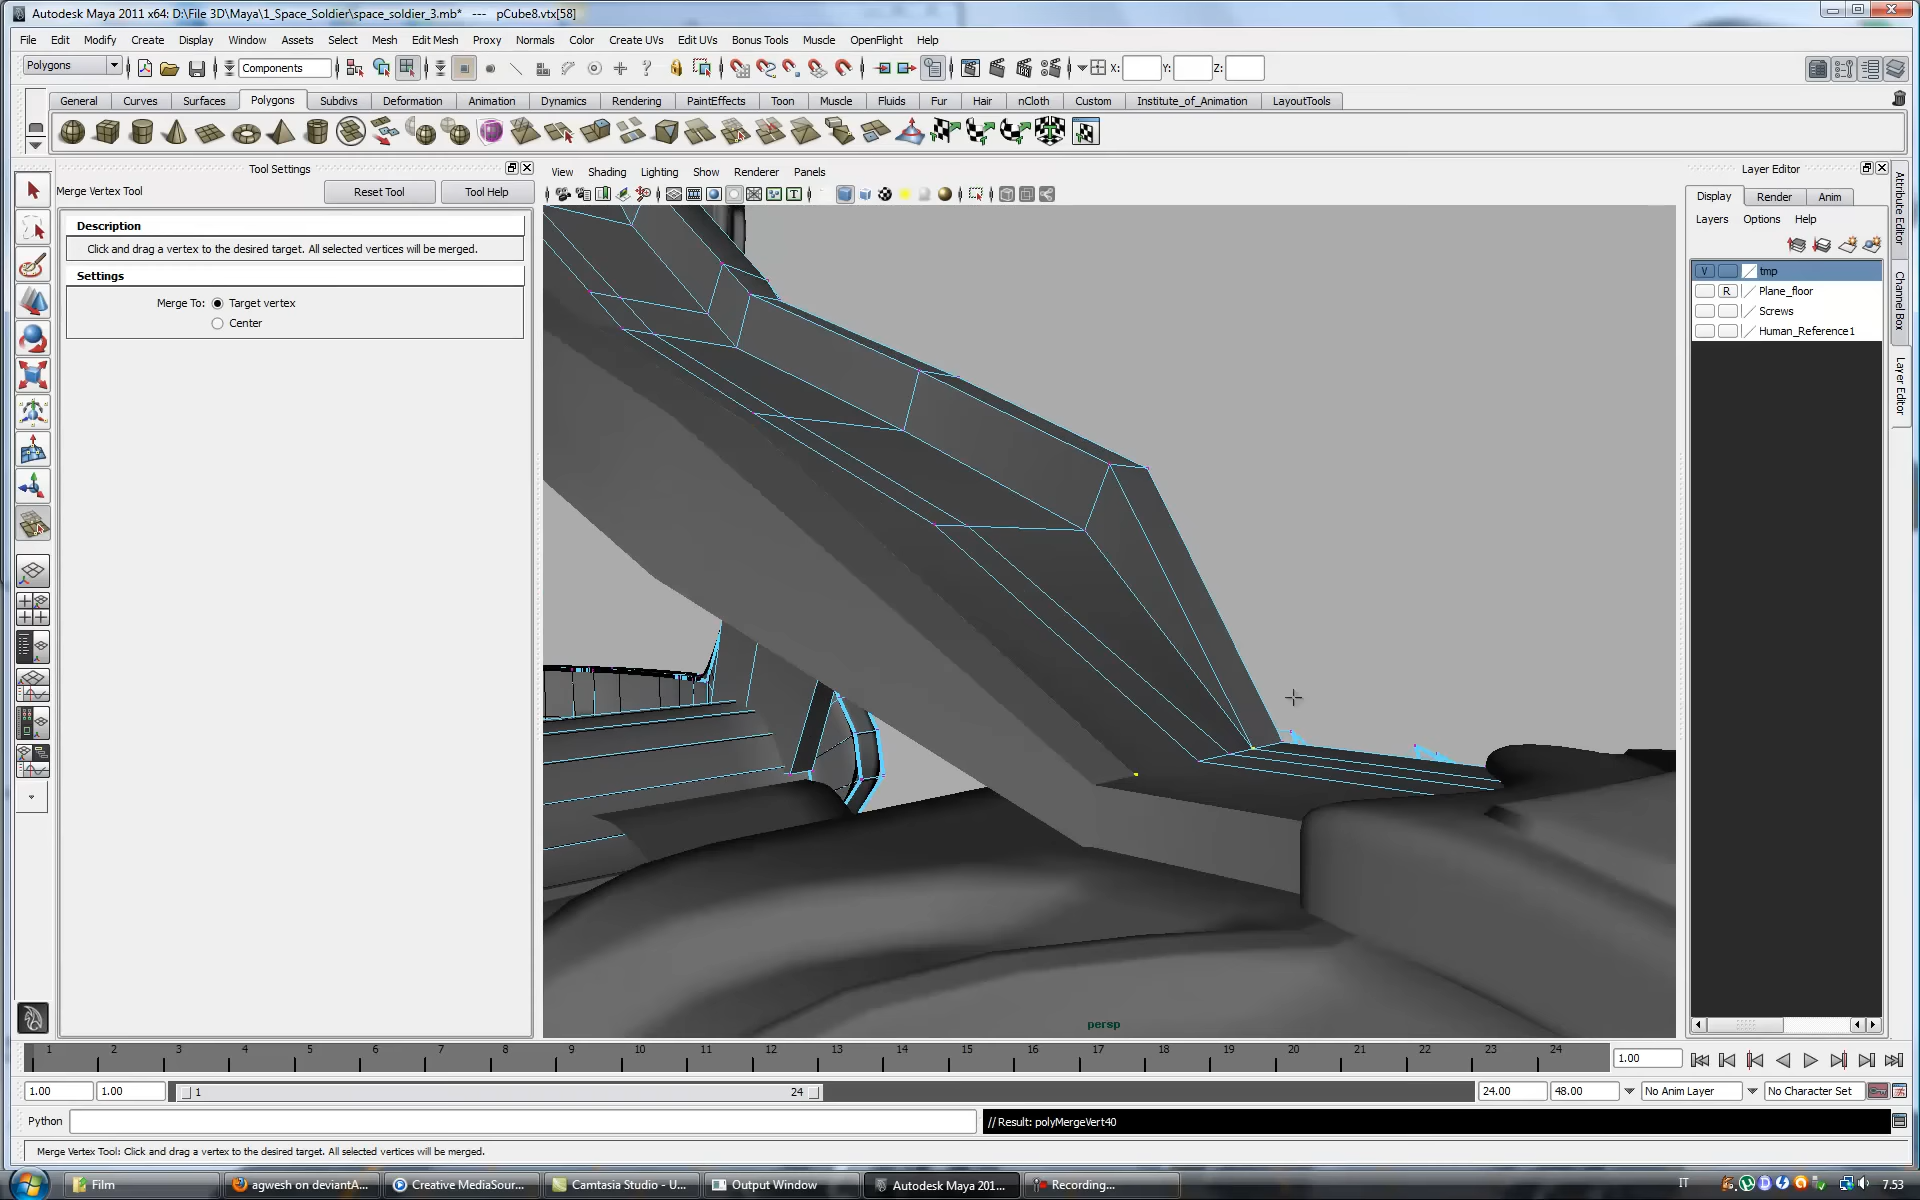 Autodesk Maya 2011 x64: D:\File 3D\Maya\1_Space_Soldier\space_soldier_3.mb* --- pCube8.vtx[58]
File Edit Modify Create Display Window Assets Select Mesh Edit Mesh Proxy Normals Color Create UVs Edit UVs Bonus Tools Muscle OpenFlight Help
Polygons Components X: Y: Z:
General Curves Surfaces Polygons Subdivs Deformation Animation Dynamics Rendering PaintEffects Toon Muscle Fluids Fur Hair nCloth Custom Institute_of_Animation LayoutTools
Tool Settings
Merge Vertex Tool Reset Tool Tool Help
Description
Click and drag a vertex to the desired target. All selected vertices will be merged.
Settings
Merge To: Target vertex
Center
View Shading Lighting Show Renderer Panels
persp
Layer Editor
Display Render Anim
Layers Options Help
V tmp
R Plane_floor
Screws
Human_Reference1
Attribute Editor
Channel Box
Layer Editor
1 2 3 4 5 6 7 8 9 10 11 12 13 14 15 16 17 18 19 20 21 22 23 24 1.00
1.00 1.00 1 24 24.00 48.00 No Anim Layer No Character Set
Python // Result: polyMergeVert40
Merge Vertex Tool: Click and drag a vertex to the desired target. All selected vertices will be merged.
Film agwesh on deviantA... Creative MediaSour... Camtasia Studio - U... Output Window Autodesk Maya 201... Recording... IT 7.53